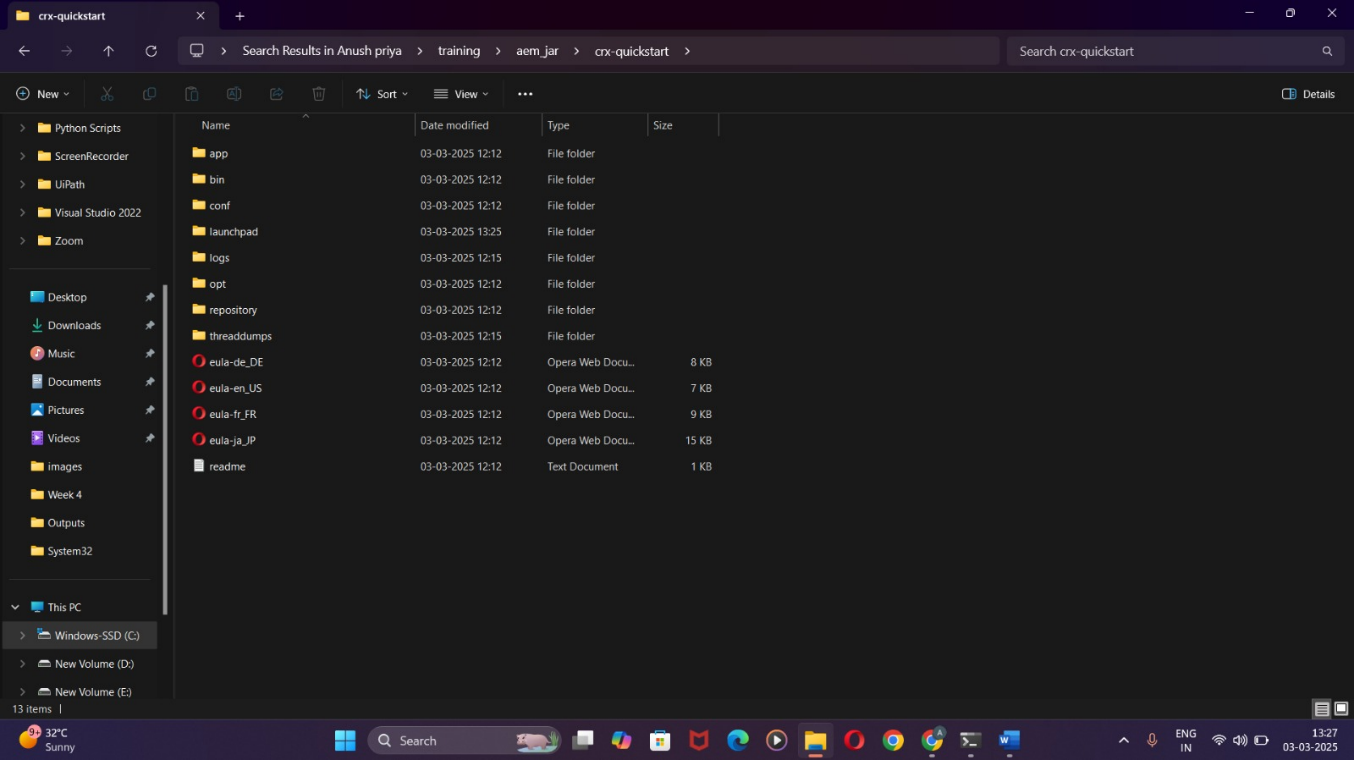 crx-quickstart
Search Results in Anush priya > training > aem_jar > crx-quickstart >
Search crx-quickstart
New
Sort
View
Details
Python Scripts
ScreenRecorder
UiPath
Visual Studio 2022
Zoom
Desktop
Downloads
Music
Documents
Pictures
Videos
images
Week 4
Outputs
System32
This PC
Windows-SSD (C:)
New Volume (D:)
New Volume (E:)
Name Date modified Type Size
app 03-03-2025 12:12 File folder
bin 03-03-2025 12:12 File folder
conf 03-03-2025 12:12 File folder
launchpad 03-03-2025 13:25 File folder
logs 03-03-2025 12:15 File folder
opt 03-03-2025 12:12 File folder
repository 03-03-2025 12:12 File folder
threaddumps 03-03-2025 12:15 File folder
eula-de_DE 03-03-2025 12:12 Opera Web Docu... 8 KB
eula-en_US 03-03-2025 12:12 Opera Web Docu... 7 KB
eula-fr_FR 03-03-2025 12:12 Opera Web Docu... 9 KB
eula-ja_JP 03-03-2025 12:12 Opera Web Docu... 15 KB
readme 03-03-2025 12:12 Text Document 1 KB
13 items
9+
32°C
Sunny
Search
A
ENG
IN
13:27
03-03-2025